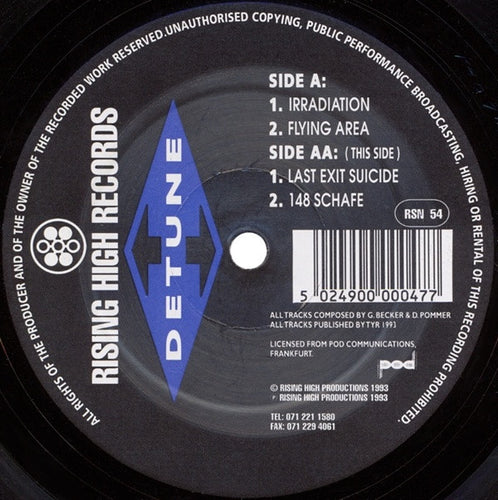 ALL RIGHTS OF THE PRODUCER AND OF THE OWNER OF THE RECORDED WORK RESERVED.UNAUTHORISED COPYING, PUBLIC PERFORMANCE BROADCASTING, HIRING OR RENTAL OF THIS RECORDING PROHIBITED.
RISING HIGH RECORDS
DETUNE
SIDE A:
1. IRRADIATION
2. FLYING AREA
SIDE AA: ( THIS SIDE )
1. LAST EXIT SUICIDE
2. 148 SCHAFE
RSN 54
5 024900 000477
ALL TRACKS COMPOSED BY G. BECKER & D. POMMER
ALL TRACKS PUBLISHED BY TYR 1993
LICENSED FROM POD COMMUNICATIONS,
FRANKFURT.
pod
© RISING HIGH PRODUCTIONS 1993
℗ RISING HIGH PRODUCTIONS 1993
TEL: 071 221 1580
FAX: 071 229 4061